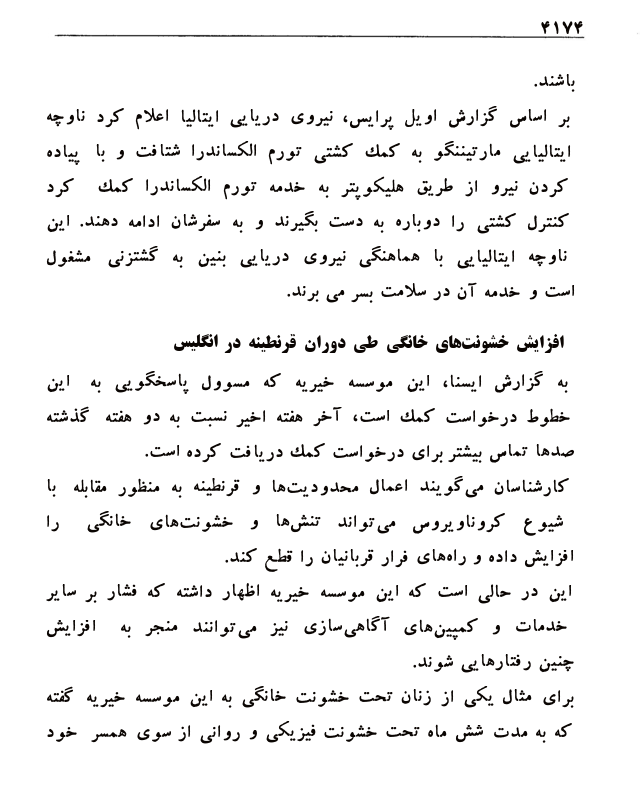 ۴۱۷۴
باشند.
بر اساس گزارش اویل پرایس، نیروی دریایی ایتالیا اعلام کرد ناوچه
ایتالیایی مارتیننگو به کمك کشتی تورم الکساندرا شتافت و با پیاده
کردن نیرو از طریق هلیکوپتر به خدمه تورم الکساندرا کمك کرد
کنترل کشتی را دوباره به دست بگیرند و به سفرشان ادامه دهند. این
ناوچه ایتالیایی با هماهنگی نیروی دریایی بنین به گشتزنی مشغول
است و خدمه آن در سلامت بسر می برند.
افزایش خشونت‌های خانگی طی دوران قرنطینه در انگلیس
به گزارش ایسنا، این موسسه خیریه که مسوول پاسخگویی به این
خطوط درخواست کمك است، آخر هفته اخیر نسبت به دو هفته گذشته
صدها تماس بیشتر برای درخواست کمك دریافت کرده است.
کارشناسان می‌گویند اعمال محدودیت‌ها و قرنطینه به منظور مقابله با
شیوع کروناویروس می‌تواند تنش‌ها و خشونت‌های خانگی را
افزایش داده و راه‌های فرار قربانیان را قطع کند.
این در حالی است که این موسسه خیریه اظهار داشته که فشار بر سایر
خدمات و کمپین‌های آگاهی‌سازی نیز می‌توانند منجر به افزایش
چنین رفتارهایی شوند.
برای مثال یکی از زنان تحت خشونت خانگی به این موسسه خیریه گفته
که به مدت شش ماه تحت خشونت فیزیکی و روانی از سوی همسر خود